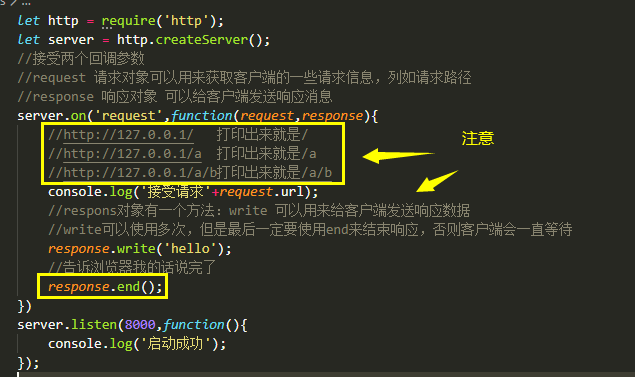 let http = require('http');
let server = http.createServer();
//接受两个回调参数
//request 请求对象可以用来获取客户端的一些请求信息，列如请求路径
//response 响应对象 可以给客户端发送响应消息
server.on('request',function(request,response){
//http://127.0.0.1/ 打印出来就是/
//http://127.0.0.1/a 打印出来就是/a
//http://127.0.0.1/a/b打印出来就是/a/b
注意
console.log('接受请求'+request.url);
//respons对象有一个方法：write 可以用来给客户端发送响应数据
//write可以使用多次，但是最后一定要使用end来结束响应，否则客户端会一直等待
response.write('hello');
//告诉浏览器我的话说完了
response.end();
})
server.listen(8000,function(){
console.log('启动成功');
});